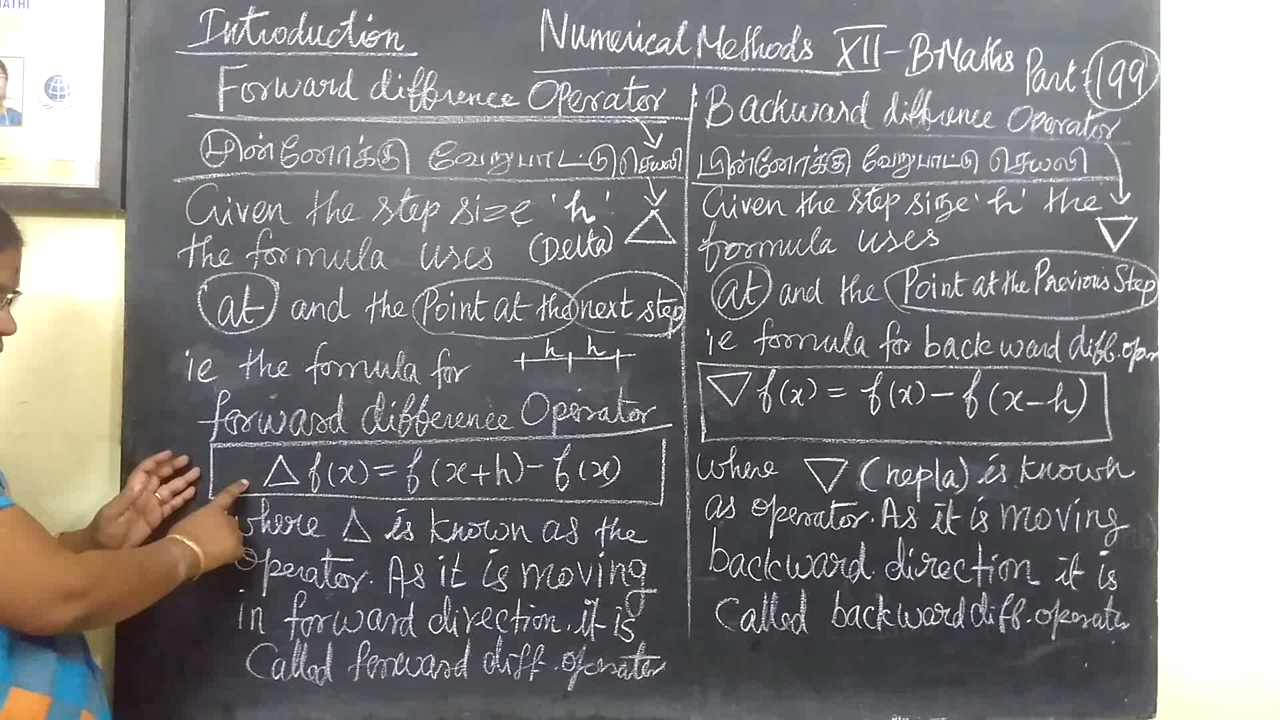 MATHI
Introduction
Numerical Methods XII - B.Maths Part - 199
Forward difference Operator
முன்னோக்கு வேறுபாட்டு செயலி
Given the step size 'h'
the formula uses (Delta) △
at and the Point at the next step
ie the formula for h h
forward difference Operator
△ f(x) = f(x+h) - f(x)
where △ is known as the
operator. As it is moving
in forward direction. it is
Called forward diff. operator
Backward difference Operator
பின்னோக்கு வேறுபாட்டு செயலி
Given the step size 'h' the
formula uses ▽
at and the Point at the Previous Step
ie formula for backward diff. oper
▽ f(x) = f(x) - f(x-h)
where ▽ (nepla) is known
as operator. As it is moving
backward direction it is
Called backward diff. operator